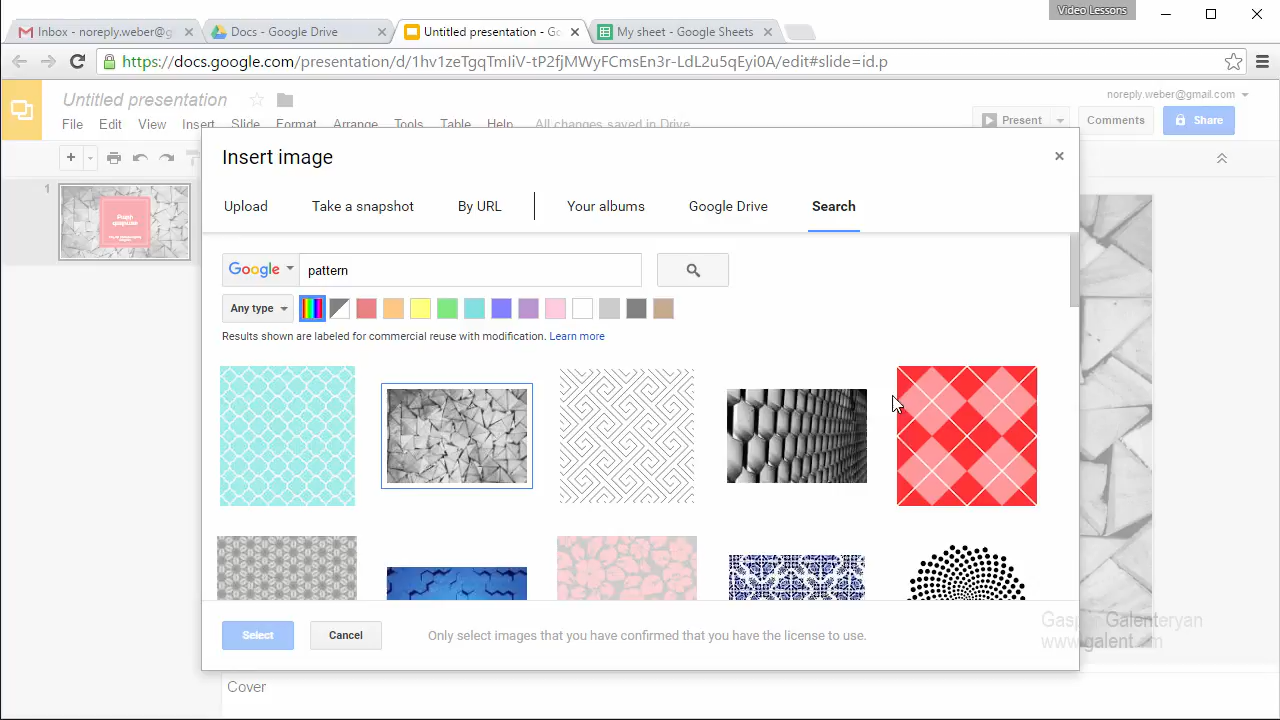 Video Lessons
Inbox - noreply.weber@g
Docs - Google Drive
Untitled presentation - Go
My sheet - Google Sheets
https://docs.google.com/presentation/d/1hv1zeTgqTmIiV-tP2fjMWyFCmsEn3r-LdL2u5qEyi0A/edit#slide=id.p
Untitled presentation
noreply.weber@gmail.com
File Edit View Insert Slide Format Arrange Tools Table Help All changes saved in Drive
Present Comments Share
Insert image
Upload Take a snapshot By URL Your albums Google Drive Search
1
Google pattern
Any type
Results shown are labeled for commercial reuse with modification. Learn more
Select Cancel Only select images that you have confirmed that you have the license to use.
Galenteryan
Cover